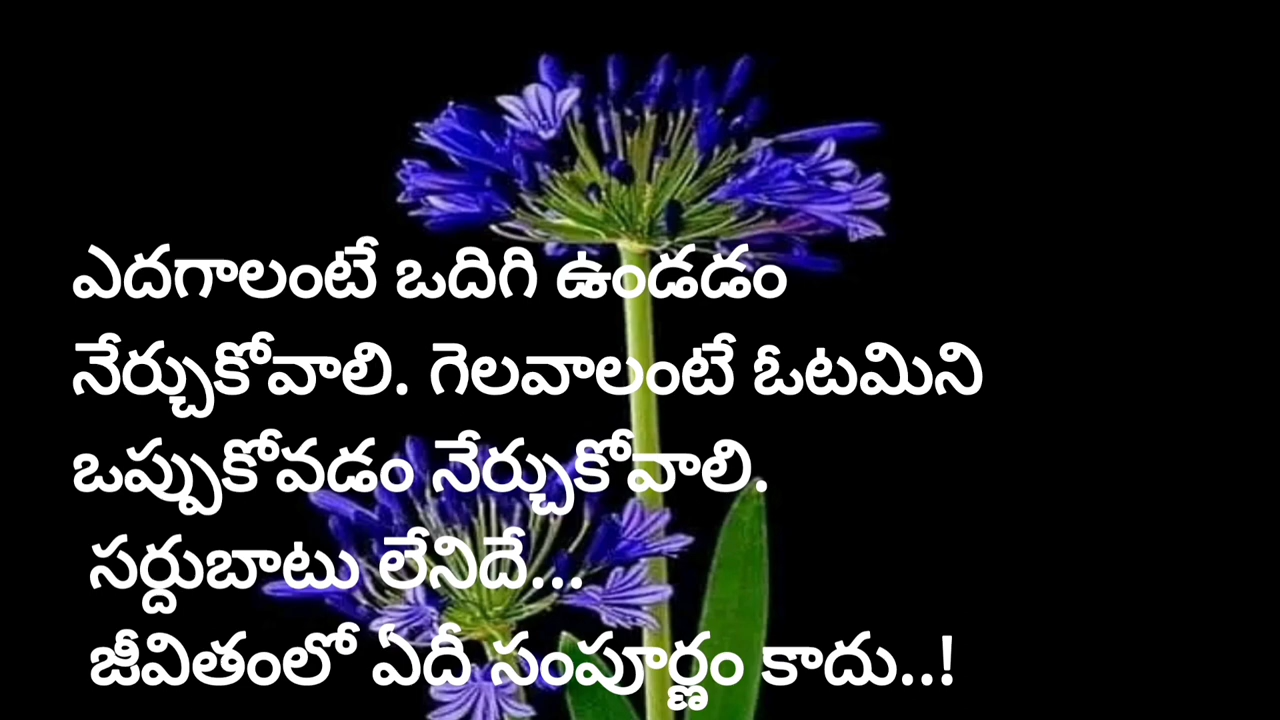 ఎదగాలంటే ఒదిగి ఉండడం
నేర్చుకోవాలి. గెలవాలంటే ఓటమిని
ఒప్పుకోవడం నేర్చుకోవాలి.
సర్దుబాటు లేనిదే...
జీవితంలో ఏదీ సంపూర్ణం కాదు..!